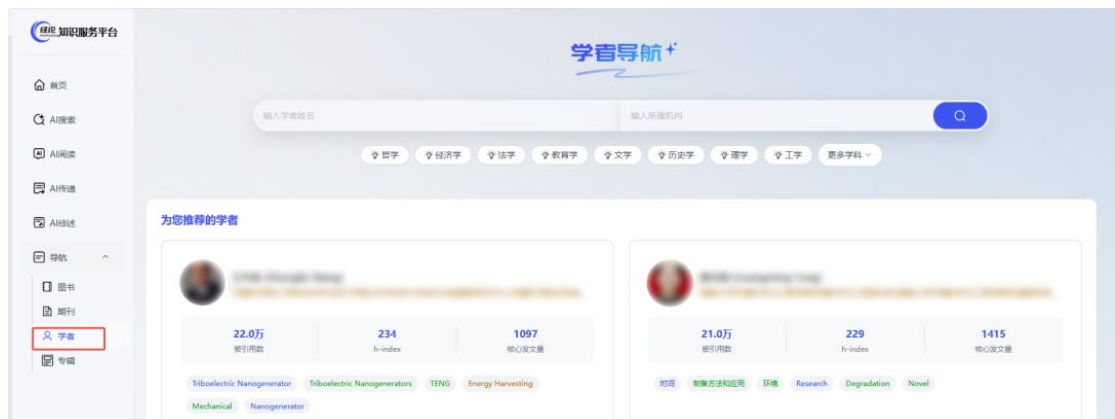 知识服务平台
学者导航
首页
AI搜索
AI阅读
AI传递
AI综述
导航
图书
期刊
学者
专辑
输入学者姓名
输入所属机构
哲学 经济学 法学 教育学 文学 历史学 理学 工学 更多学科
为您推荐的学者
22.0万 234 1097
被引用数 h-index 核心发文量
Triboelectric Nanogenerator Triboelectric Nanogenerators TENG Energy Harvesting
Mechanical Nanogenerator
21.0万 229 1415
被引用数 h-index 核心发文量
时间 制备方法和应用 环境 Research Degradation Novel